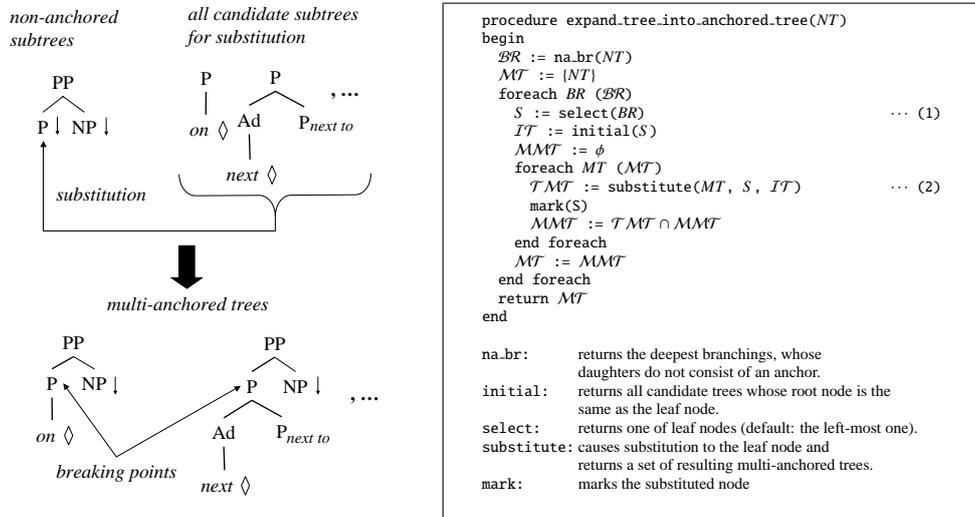 non-anchored
subtrees
all candidate subtrees
for substitution
PP
P↓ NP↓
P
on ◊
P
Ad
P next to
next ◊
, ...
substitution
multi-anchored trees
PP
P NP↓
on ◊
PP
P NP↓
Ad P next to
next ◊
, ...
breaking points
procedure expand_tree_into_anchored_tree(NT)
begin
BR := na_br(NT)
MT := {NT}
foreach BR (BR)
S := select(BR) ··· (1)
IT := initial(S)
MMT := ϕ
foreach MT (MT)
TMT := substitute(MT, S, IT) ··· (2)
mark(S)
MMT := TMT ∩ MMT
end foreach
MT := MMT
end foreach
return MT
end
na_br: returns the deepest branchings, whose
daughters do not consist of an anchor.
initial: returns all candidate trees whose root node is the
same as the leaf node.
select: returns one of leaf nodes (default: the left-most one).
substitute: causes substitution to the leaf node and
returns a set of resulting multi-anchored trees.
mark: marks the substituted node